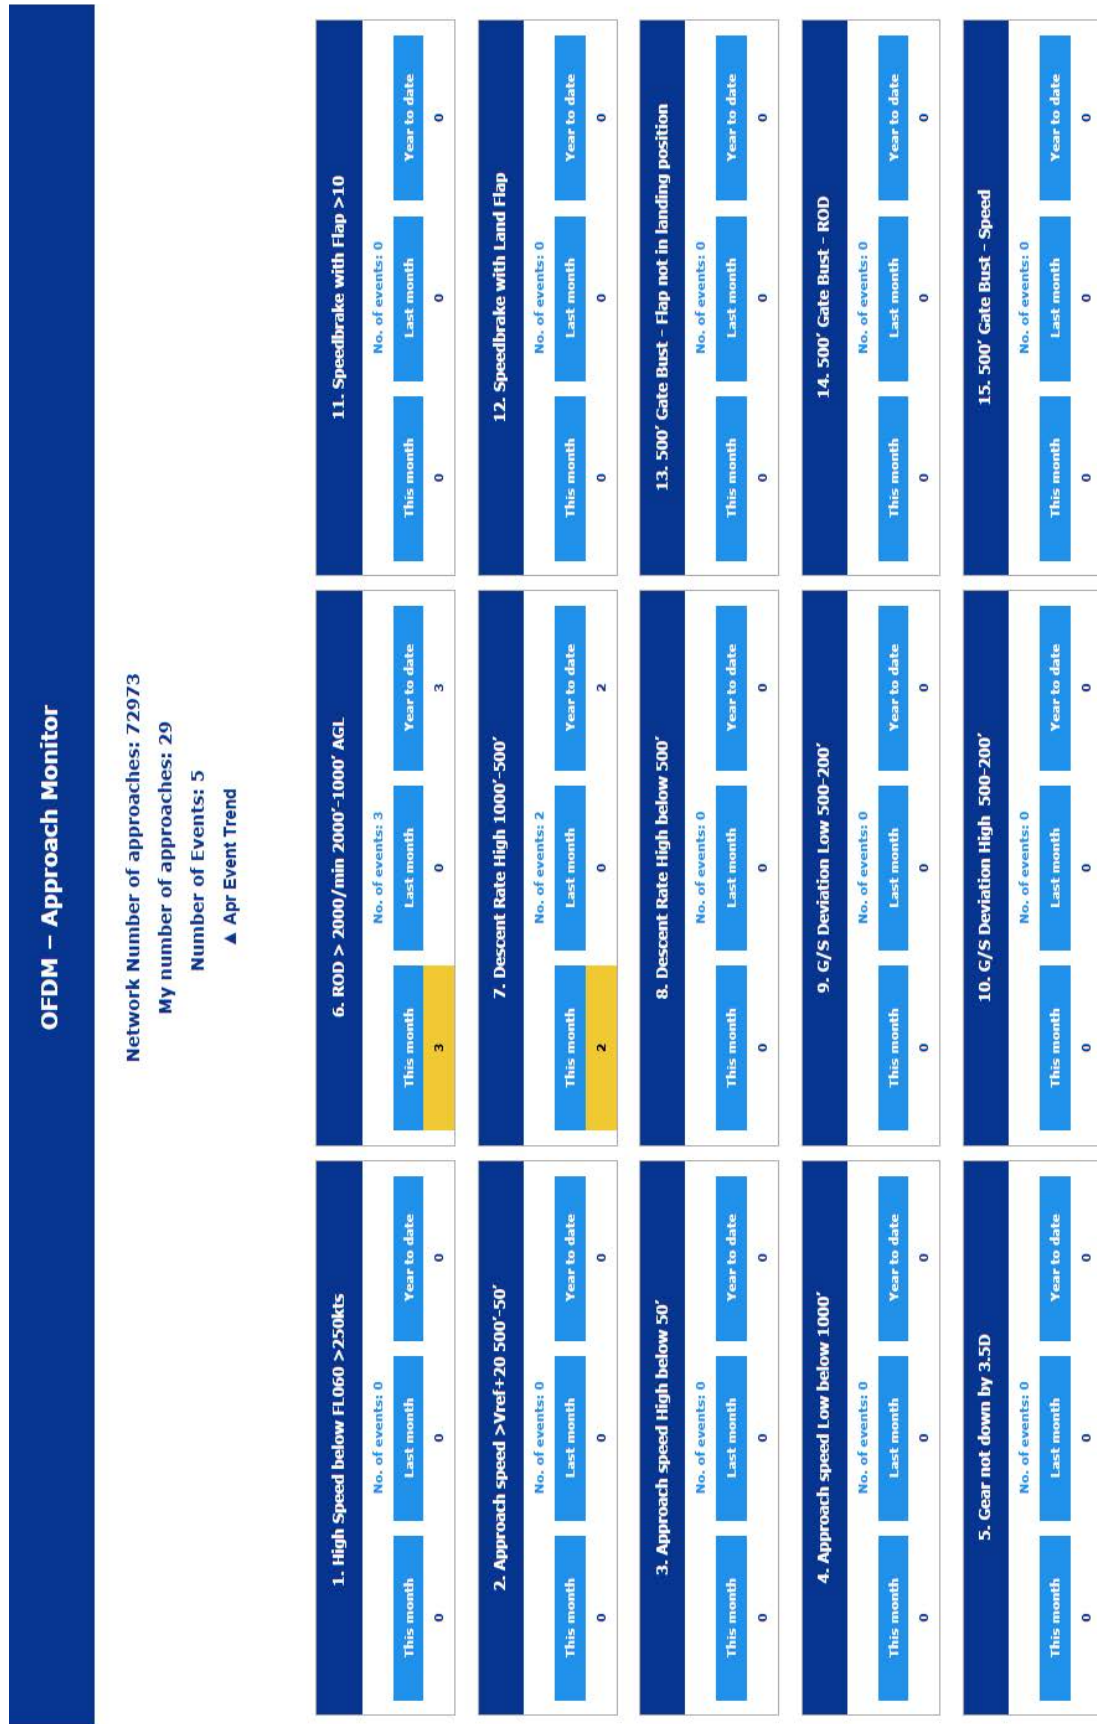 OFDM – Approach Monitor
Network Number of approaches: 72973
My number of approaches: 29
Number of Events: 5
▲ Apr Event Trend
1. High Speed below FL060 >250kts
No. of events: 0
This month Last month Year to date
0 0 0
6. ROD > 2000/min 2000’-1000’ AGL
No. of events: 3
This month Last month Year to date
3 0 3
11. Speedbrake with Flap >10
No. of events: 0
This month Last month Year to date
0 0 0
2. Approach speed >Vref+20 500’-50’
No. of events: 0
This month Last month Year to date
0 0 0
7. Descent Rate High 1000’-500’
No. of events: 2
This month Last month Year to date
2 0 2
12. Speedbrake with Land Flap
No. of events: 0
This month Last month Year to date
0 0 0
3. Approach speed High below 50’
No. of events: 0
This month Last month Year to date
0 0 0
8. Descent Rate High below 500’
No. of events: 0
This month Last month Year to date
0 0 0
13. 500’ Gate Bust - Flap not in landing position
No. of events: 0
This month Last month Year to date
0 0 0
4. Approach speed Low below 1000’
No. of events: 0
This month Last month Year to date
0 0 0
9. G/S Deviation Low 500-200’
No. of events: 0
This month Last month Year to date
0 0 0
14. 500’ Gate Bust - ROD
No. of events: 0
This month Last month Year to date
0 0 0
5. Gear not down by 3.5D
No. of events: 0
This month Last month Year to date
0 0 0
10. G/S Deviation High 500-200’
No. of events: 0
This month Last month Year to date
0 0 0
15. 500’ Gate Bust - Speed
No. of events: 0
This month Last month Year to date
0 0 0